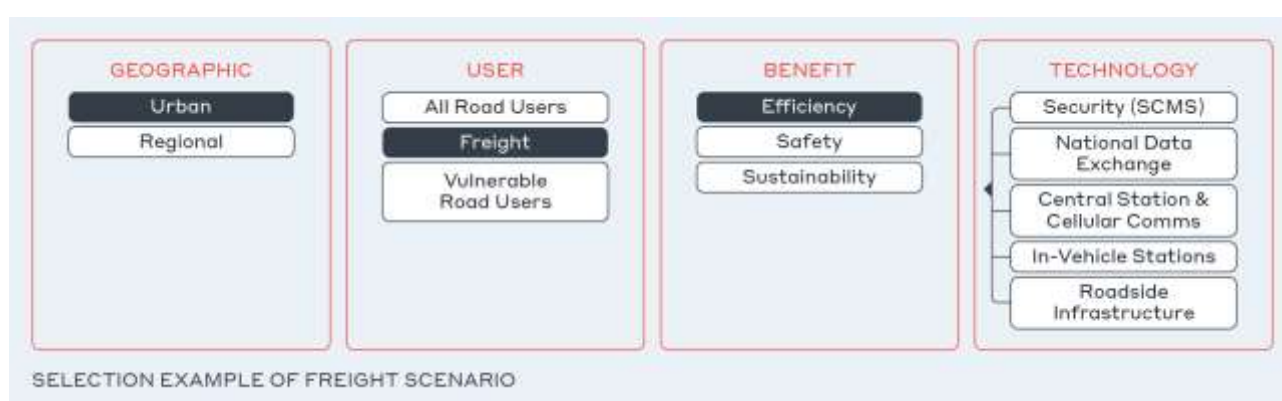 GEOGRAPHIC
Urban
Regional
USER
All Road Users
Freight
Vulnerable
Road Users
BENEFIT
Efficiency
Safety
Sustainability
TECHNOLOGY
Security (SCMS)
National Data
Exchange
Central Station &
Cellular Comms
In-Vehicle Stations
Roadside
Infrastructure
SELECTION EXAMPLE OF FREIGHT SCENARIO